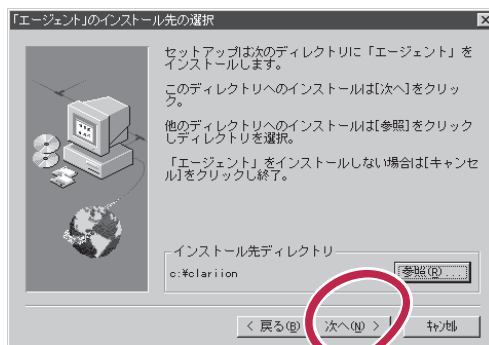 「エージェント」のインストール先の選択
セットアップは次のディレクトリに「エージェント」を
インストールします。
このディレクトリへのインストールは[次へ]をクリッ
ク。
他のディレクトリへのインストールは[参照]をクリック
しディレクトリを選択。
「エージェント」をインストールしない場合は[キャンセ
ル]をクリックし終了。
インストール先ディレクトリ
c:¥clariion
参照(R)...
< 戻る(B)
次へ(N) >
キャンセル